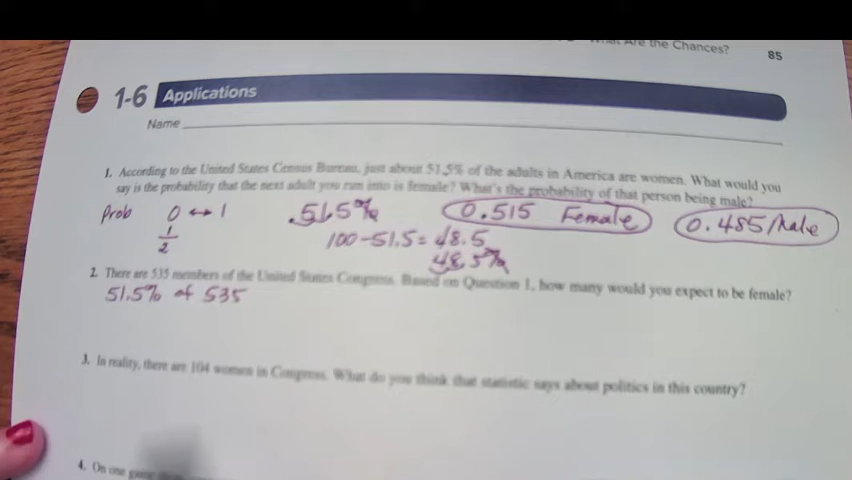 What Are the Chances? 85
1-6 Applications
Name
1. According to the United States Census Bureau, just about 51.5% of the adults in America are women. What would you
say is the probability that the next adult you run into is female? What's the probability of that person being male?
Prob 0 ↔ 1 .51.5% 0.515 Female 0.485 Male
1/2
100-51.5 = 48.5
48.5%
2. There are 535 members of the United States Congress. Based on Question 1, how many would you expect to be female?
51.5% of 535
3. In reality, there are 104 women in Congress. What do you think that statistic says about politics in this country?
4. On one game